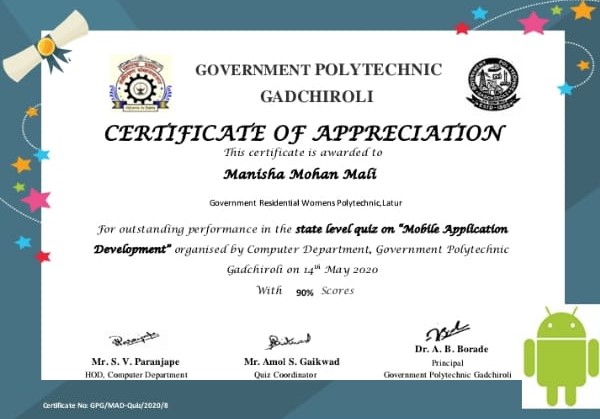 GOVERNMENT POLYTECHNIC
GADCHIROLI
CERTIFICATE OF APPRECIATION
This certificate is awarded to
Manisha Mohan Mali
Government Residential Womens Polytechnic,Latur
For outstanding performance in the state level quiz on “Mobile Application
Development” organised by Computer Department, Government Polytechnic
Gadchiroli on 14th May 2020
With 90% Scores
Mr. S. V. Paranjape
HOD, Computer Department
Mr. Amol S. Gaikwad
Quiz Coordinator
Dr. A. B. Borade
Principal
Government Polytechnic Gadchiroli
Certificate No: GPG/MAD-Quiz/2020/8